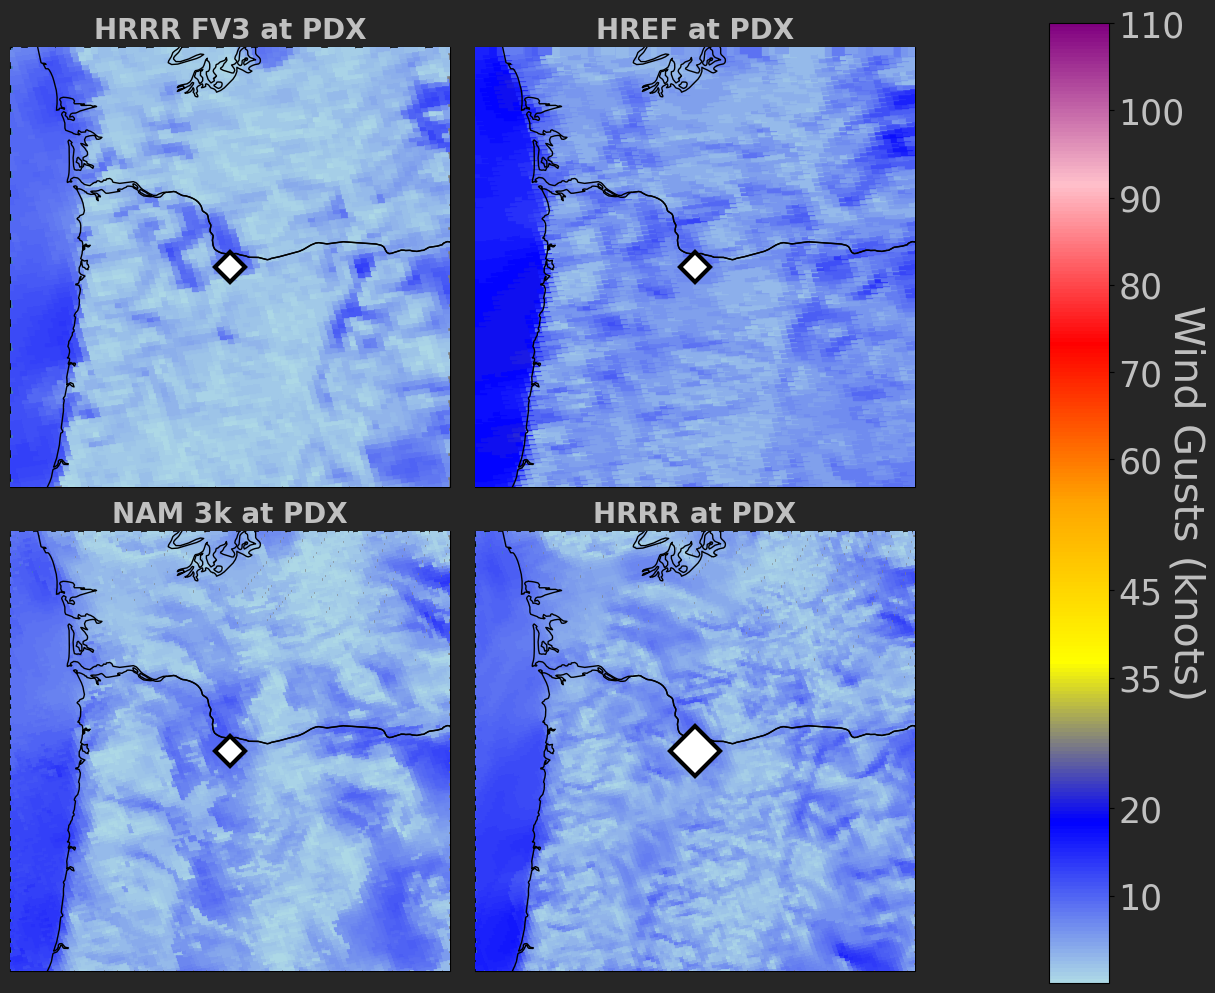 HRRR FV3 at PDX
HREF at PDX
NAM 3k at PDX
HRRR at PDX
110
100
90
80
70
60
45
35
20
10
Wind Gusts (knots)